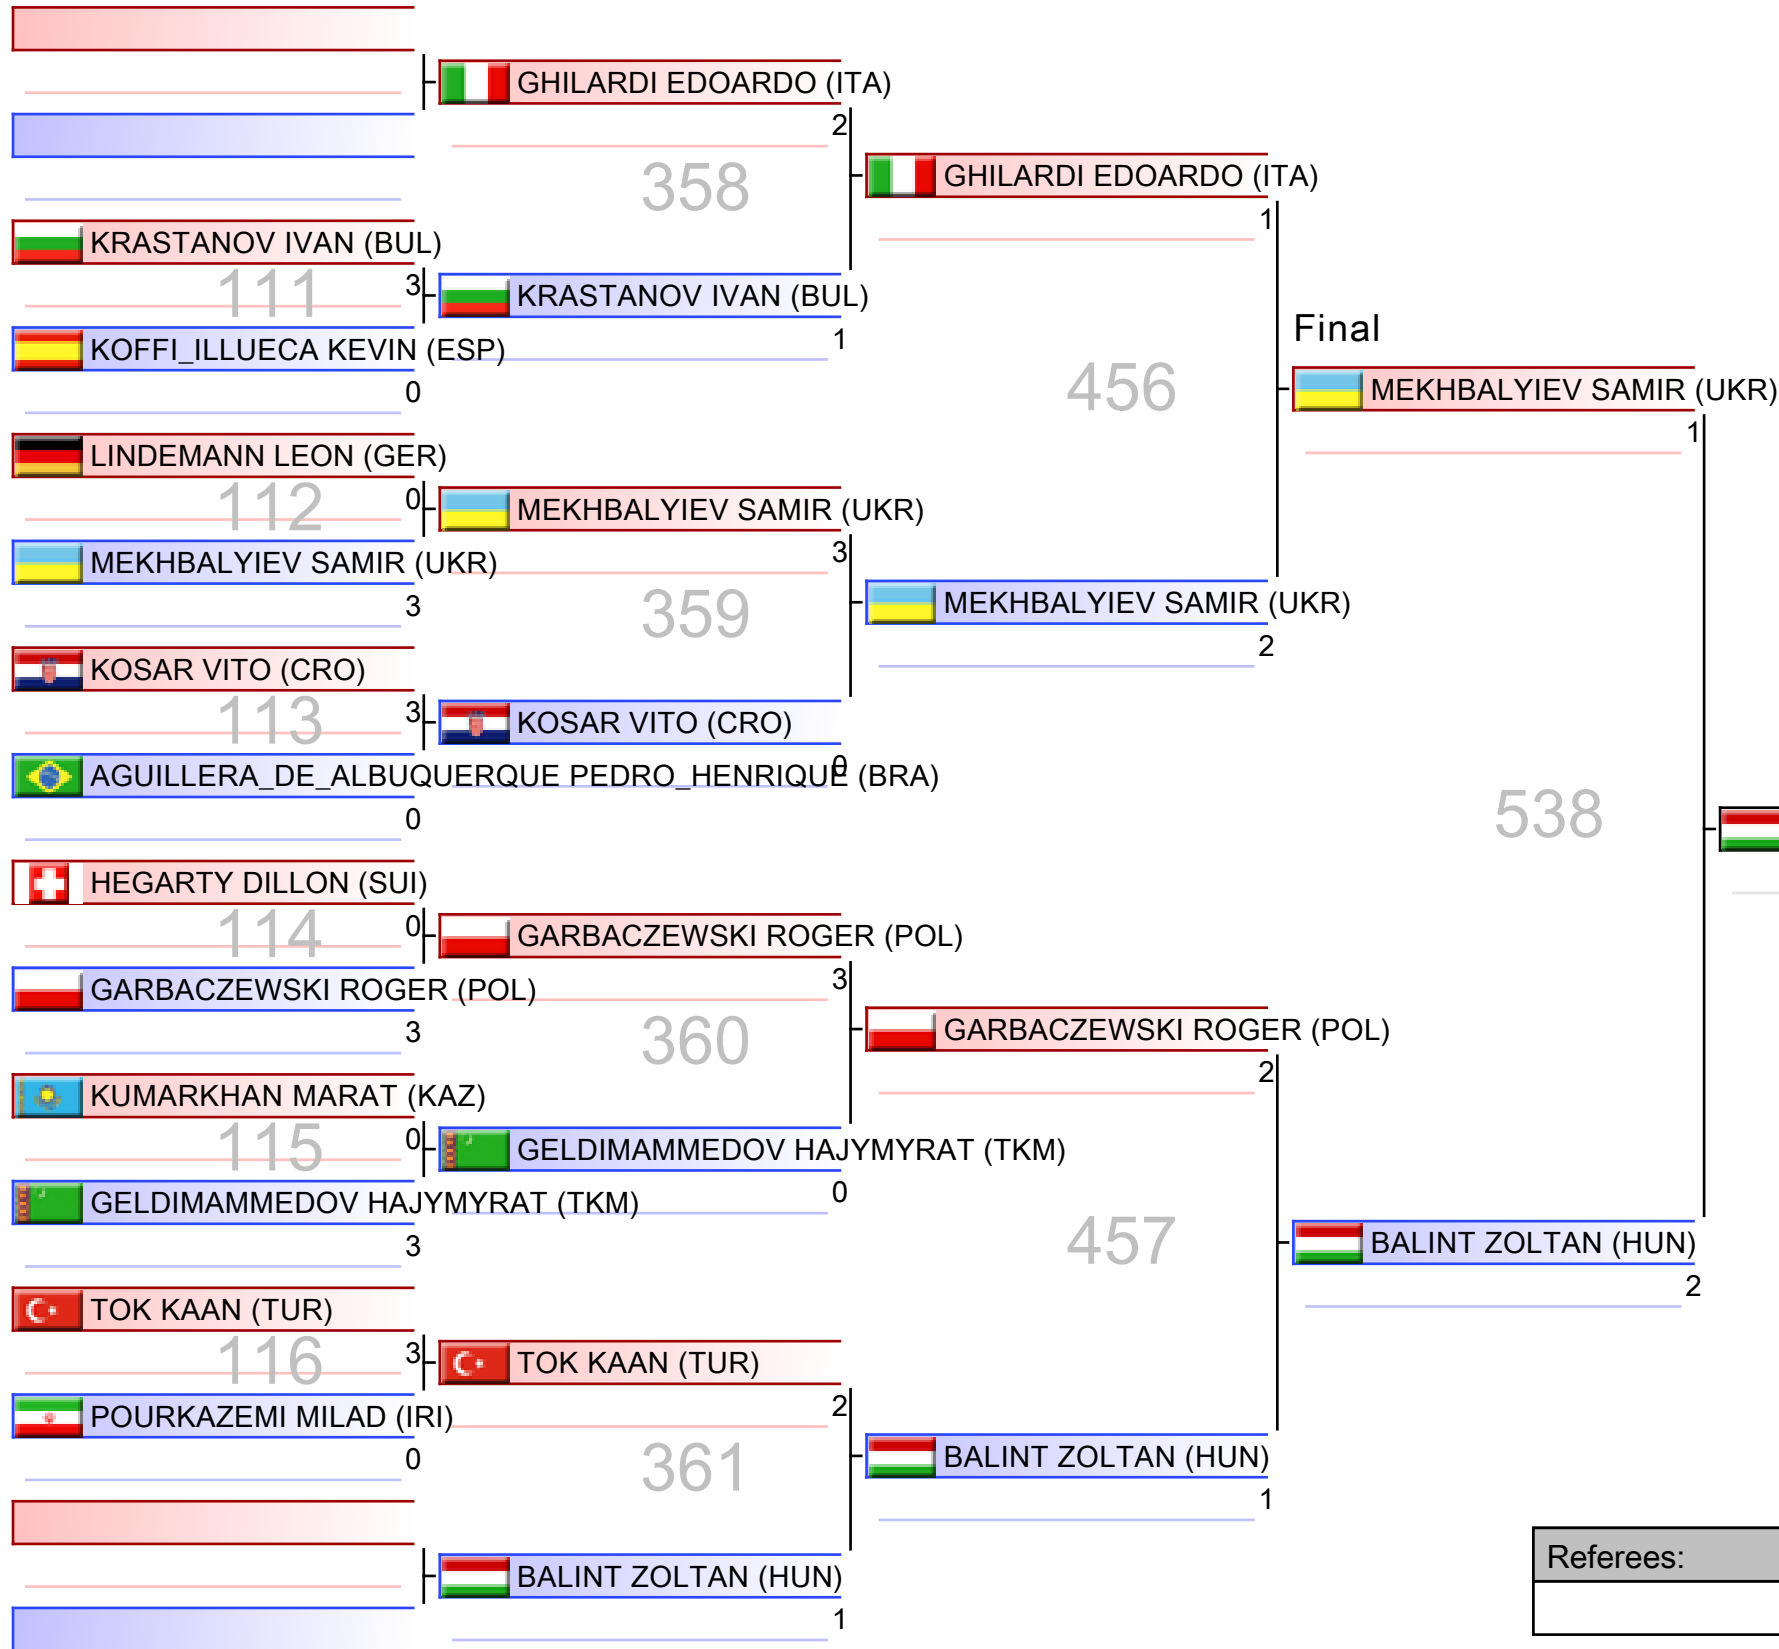 GHILARDI EDOARDO (ITA)
2
358
GHILARDI EDOARDO (ITA)
1
KRASTANOV IVAN (BUL)
111
3
KRASTANOV IVAN (BUL)
1
KOFFI_ILLUECA KEVIN (ESP)
0
456
Final
MEKHBALYIEV SAMIR (UKR)
1
LINDEMANN LEON (GER)
112
0
MEKHBALYIEV SAMIR (UKR)
3
MEKHBALYIEV SAMIR (UKR)
3
359
MEKHBALYIEV SAMIR (UKR)
2
KOSAR VITO (CRO)
113
3
KOSAR VITO (CRO)
0
AGUILLERA_DE_ALBUQUERQUE PEDRO_HENRIQUE (BRA)
0
538
HEGARTY DILLON (SUI)
114
0
GARBACZEWSKI ROGER (POL)
3
GARBACZEWSKI ROGER (POL)
3
360
GARBACZEWSKI ROGER (POL)
2
KUMARKHAN MARAT (KAZ)
115
0
GELDIMAMMEDOV HAJYMYRAT (TKM)
0
GELDIMAMMEDOV HAJYMYRAT (TKM)
3
457
BALINT ZOLTAN (HUN)
2
TOK KAAN (TUR)
116
3
TOK KAAN (TUR)
2
POURKAZEMI MILAD (IRI)
0
361
BALINT ZOLTAN (HUN)
1
BALINT ZOLTAN (HUN)
1
Referees: